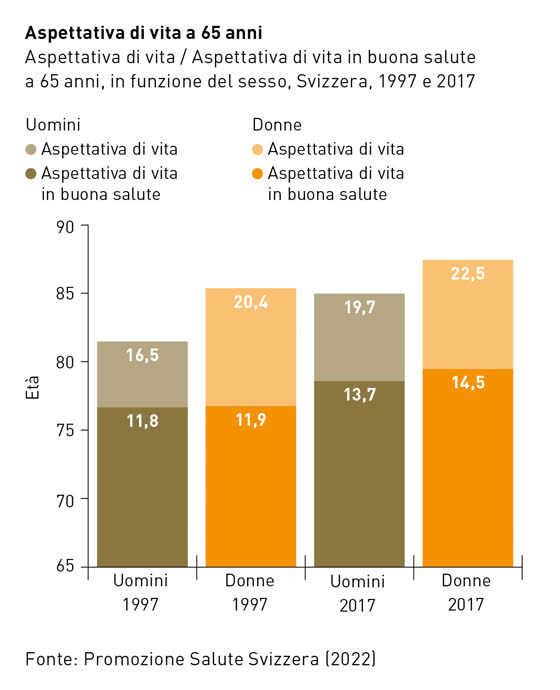 Aspettativa di vita a 65 anni
Aspettativa di vita / Aspettativa di vita in buona salute
a 65 anni, in funzione del sesso, Svizzera, 1997 e 2017
Uomini
Aspettativa di vita
Aspettativa di vita
in buona salute
Donne
Aspettativa di vita
Aspettativa di vita
in buona salute
Età
90
85
80
75
70
65
16,5
11,8
20,4
11,9
19,7
13,7
22,5
14,5
Uomini
1997
Donne
1997
Uomini
2017
Donne
2017
Fonte: Promozione Salute Svizzera (2022)